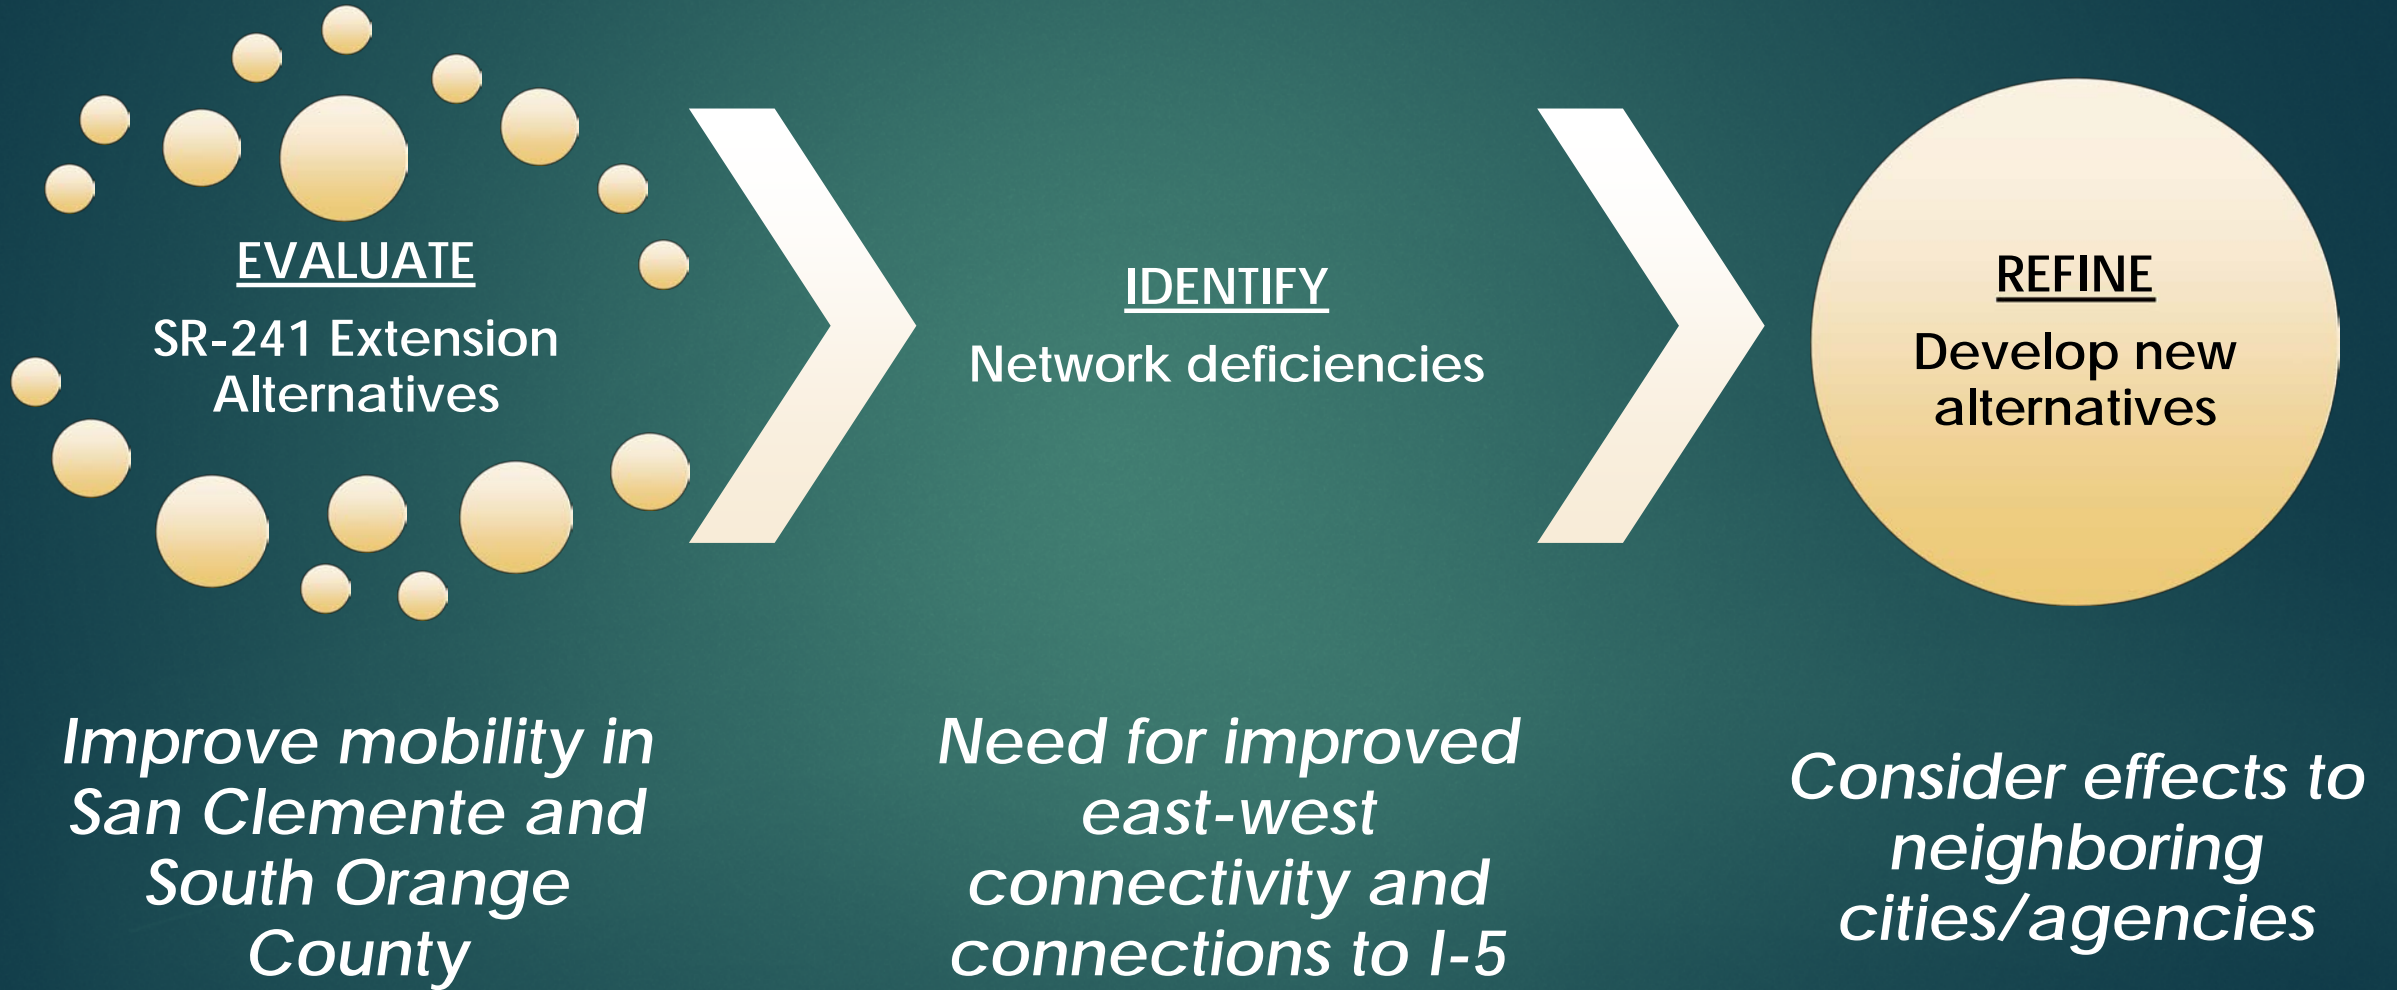 EVALUATE
SR-241 Extension
Alternatives
IDENTIFY
Network deficiencies
REFINE
Develop new
alternatives
Improve mobility in
San Clemente and
South Orange
County
Need for improved
east-west
connectivity and
connections to I-5
Consider effects to
neighboring
cities/agencies